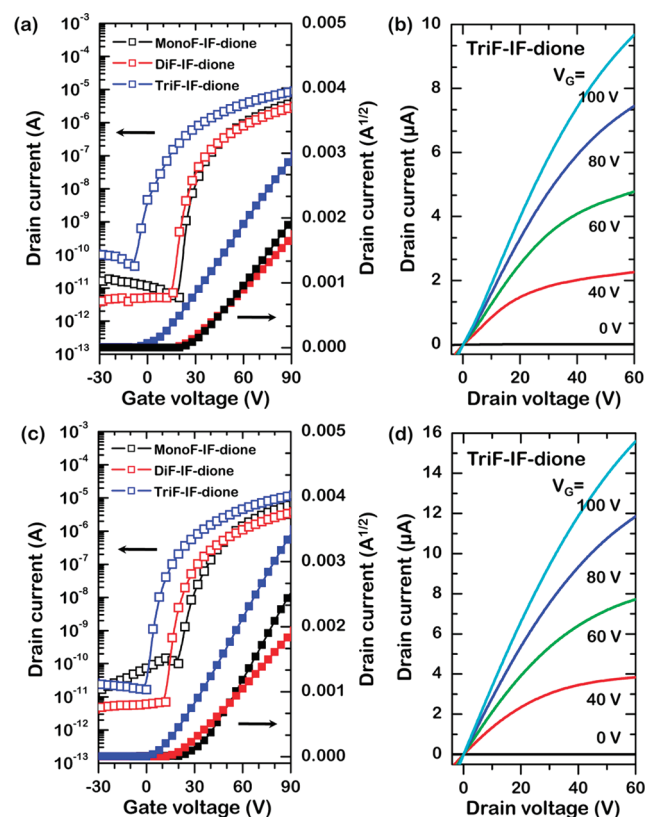 (a)
MonoF-IF-dione
DiF-IF-dione
TriF-IF-dione
Drain current (A)
10⁻³
10⁻⁴
10⁻⁵
10⁻⁶
10⁻⁷
10⁻⁸
10⁻⁹
10⁻¹⁰
10⁻¹¹
10⁻¹²
10⁻¹³
-30 0 30 60 90
Gate voltage (V)
0.005
0.004
0.003
0.002
0.001
0.000
Drain current (A^1/2)
(b)
TriF-IF-dione
V_G=
100 V
80 V
60 V
40 V
0 V
Drain current (µA)
10
8
6
4
2
0
0 20 40 60
Drain voltage (V)
(c)
MonoF-IF-dione
DiF-IF-dione
TriF-IF-dione
Drain current (A)
10⁻³
10⁻⁴
10⁻⁵
10⁻⁶
10⁻⁷
10⁻⁸
10⁻⁹
10⁻¹⁰
10⁻¹¹
10⁻¹²
10⁻¹³
-30 0 30 60 90
Gate voltage (V)
0.005
0.004
0.003
0.002
0.001
0.000
Drain current (A^1/2)
(d)
TriF-IF-dione
V_G=
100 V
80 V
60 V
40 V
0 V
Drain current (µA)
16
14
12
10
8
6
4
2
0
0 20 40 60
Drain voltage (V)